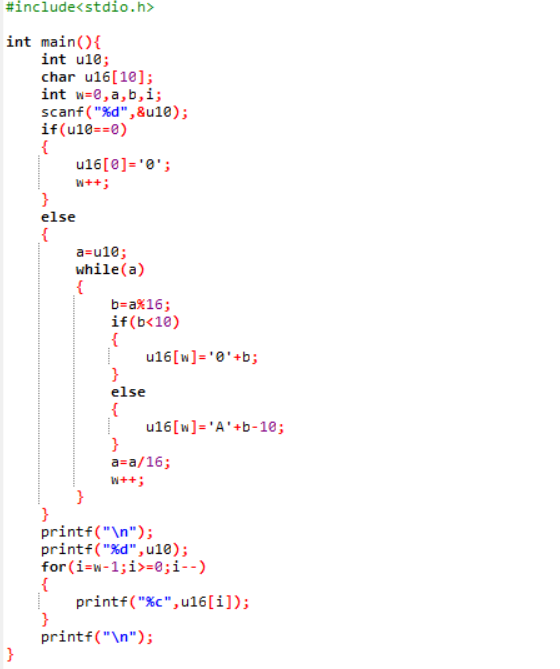 #include<stdio.h>
int main(){
int u10;
char u16[10];
int w=0,a,b,i;
scanf("%d",&u10);
if(u10==0)
{
u16[0]='0';
w++;
}
else
{
a=u10;
while(a)
{
b=a%16;
if(b<10)
{
u16[w]='0'+b;
}
else
{
u16[w]='A'+b-10;
}
a=a/16;
w++;
}
}
printf("\n");
printf("%d",u10);
for(i=w-1;i>=0;i--)
{
printf("%c",u16[i]);
}
printf("\n");
}